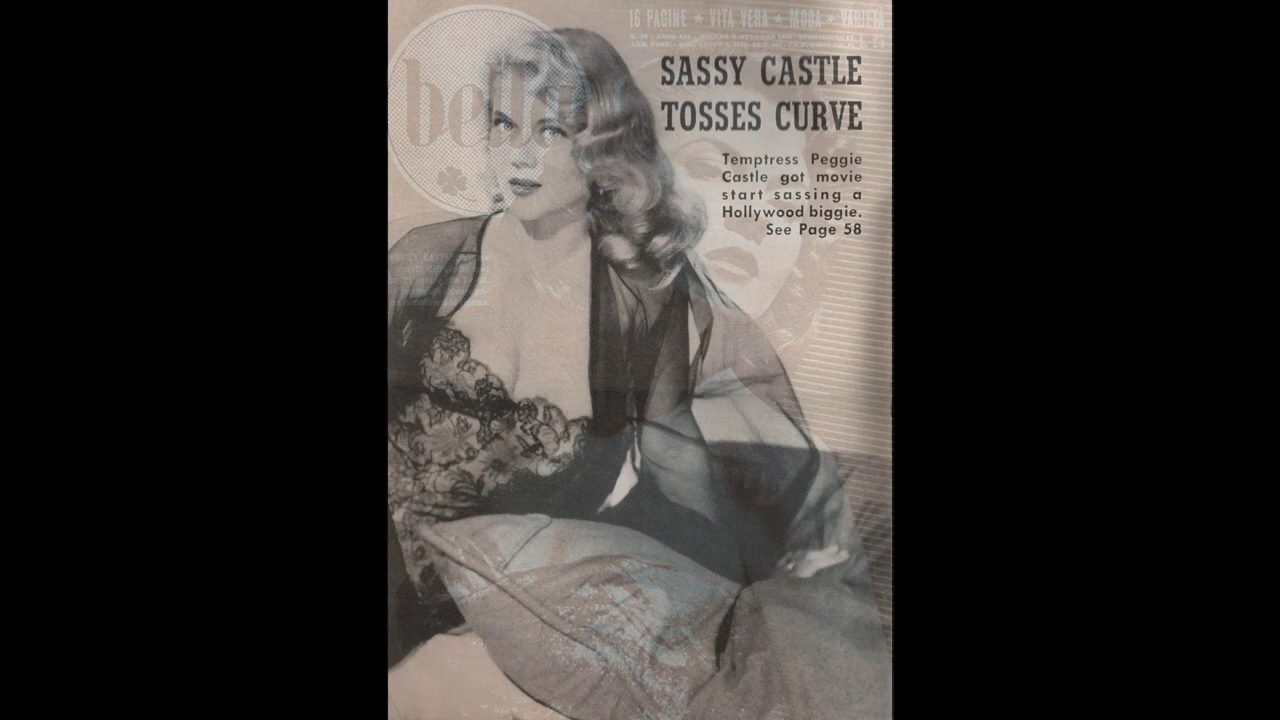 16 PAGINE ★ VITA VERA ★ MODA ★ VARIETÀ
bella
SASSY CASTLE
TOSSES CURVE
Temptress Peggie
Castle got movie
start sassing a
Hollywood biggie.
See Page 58